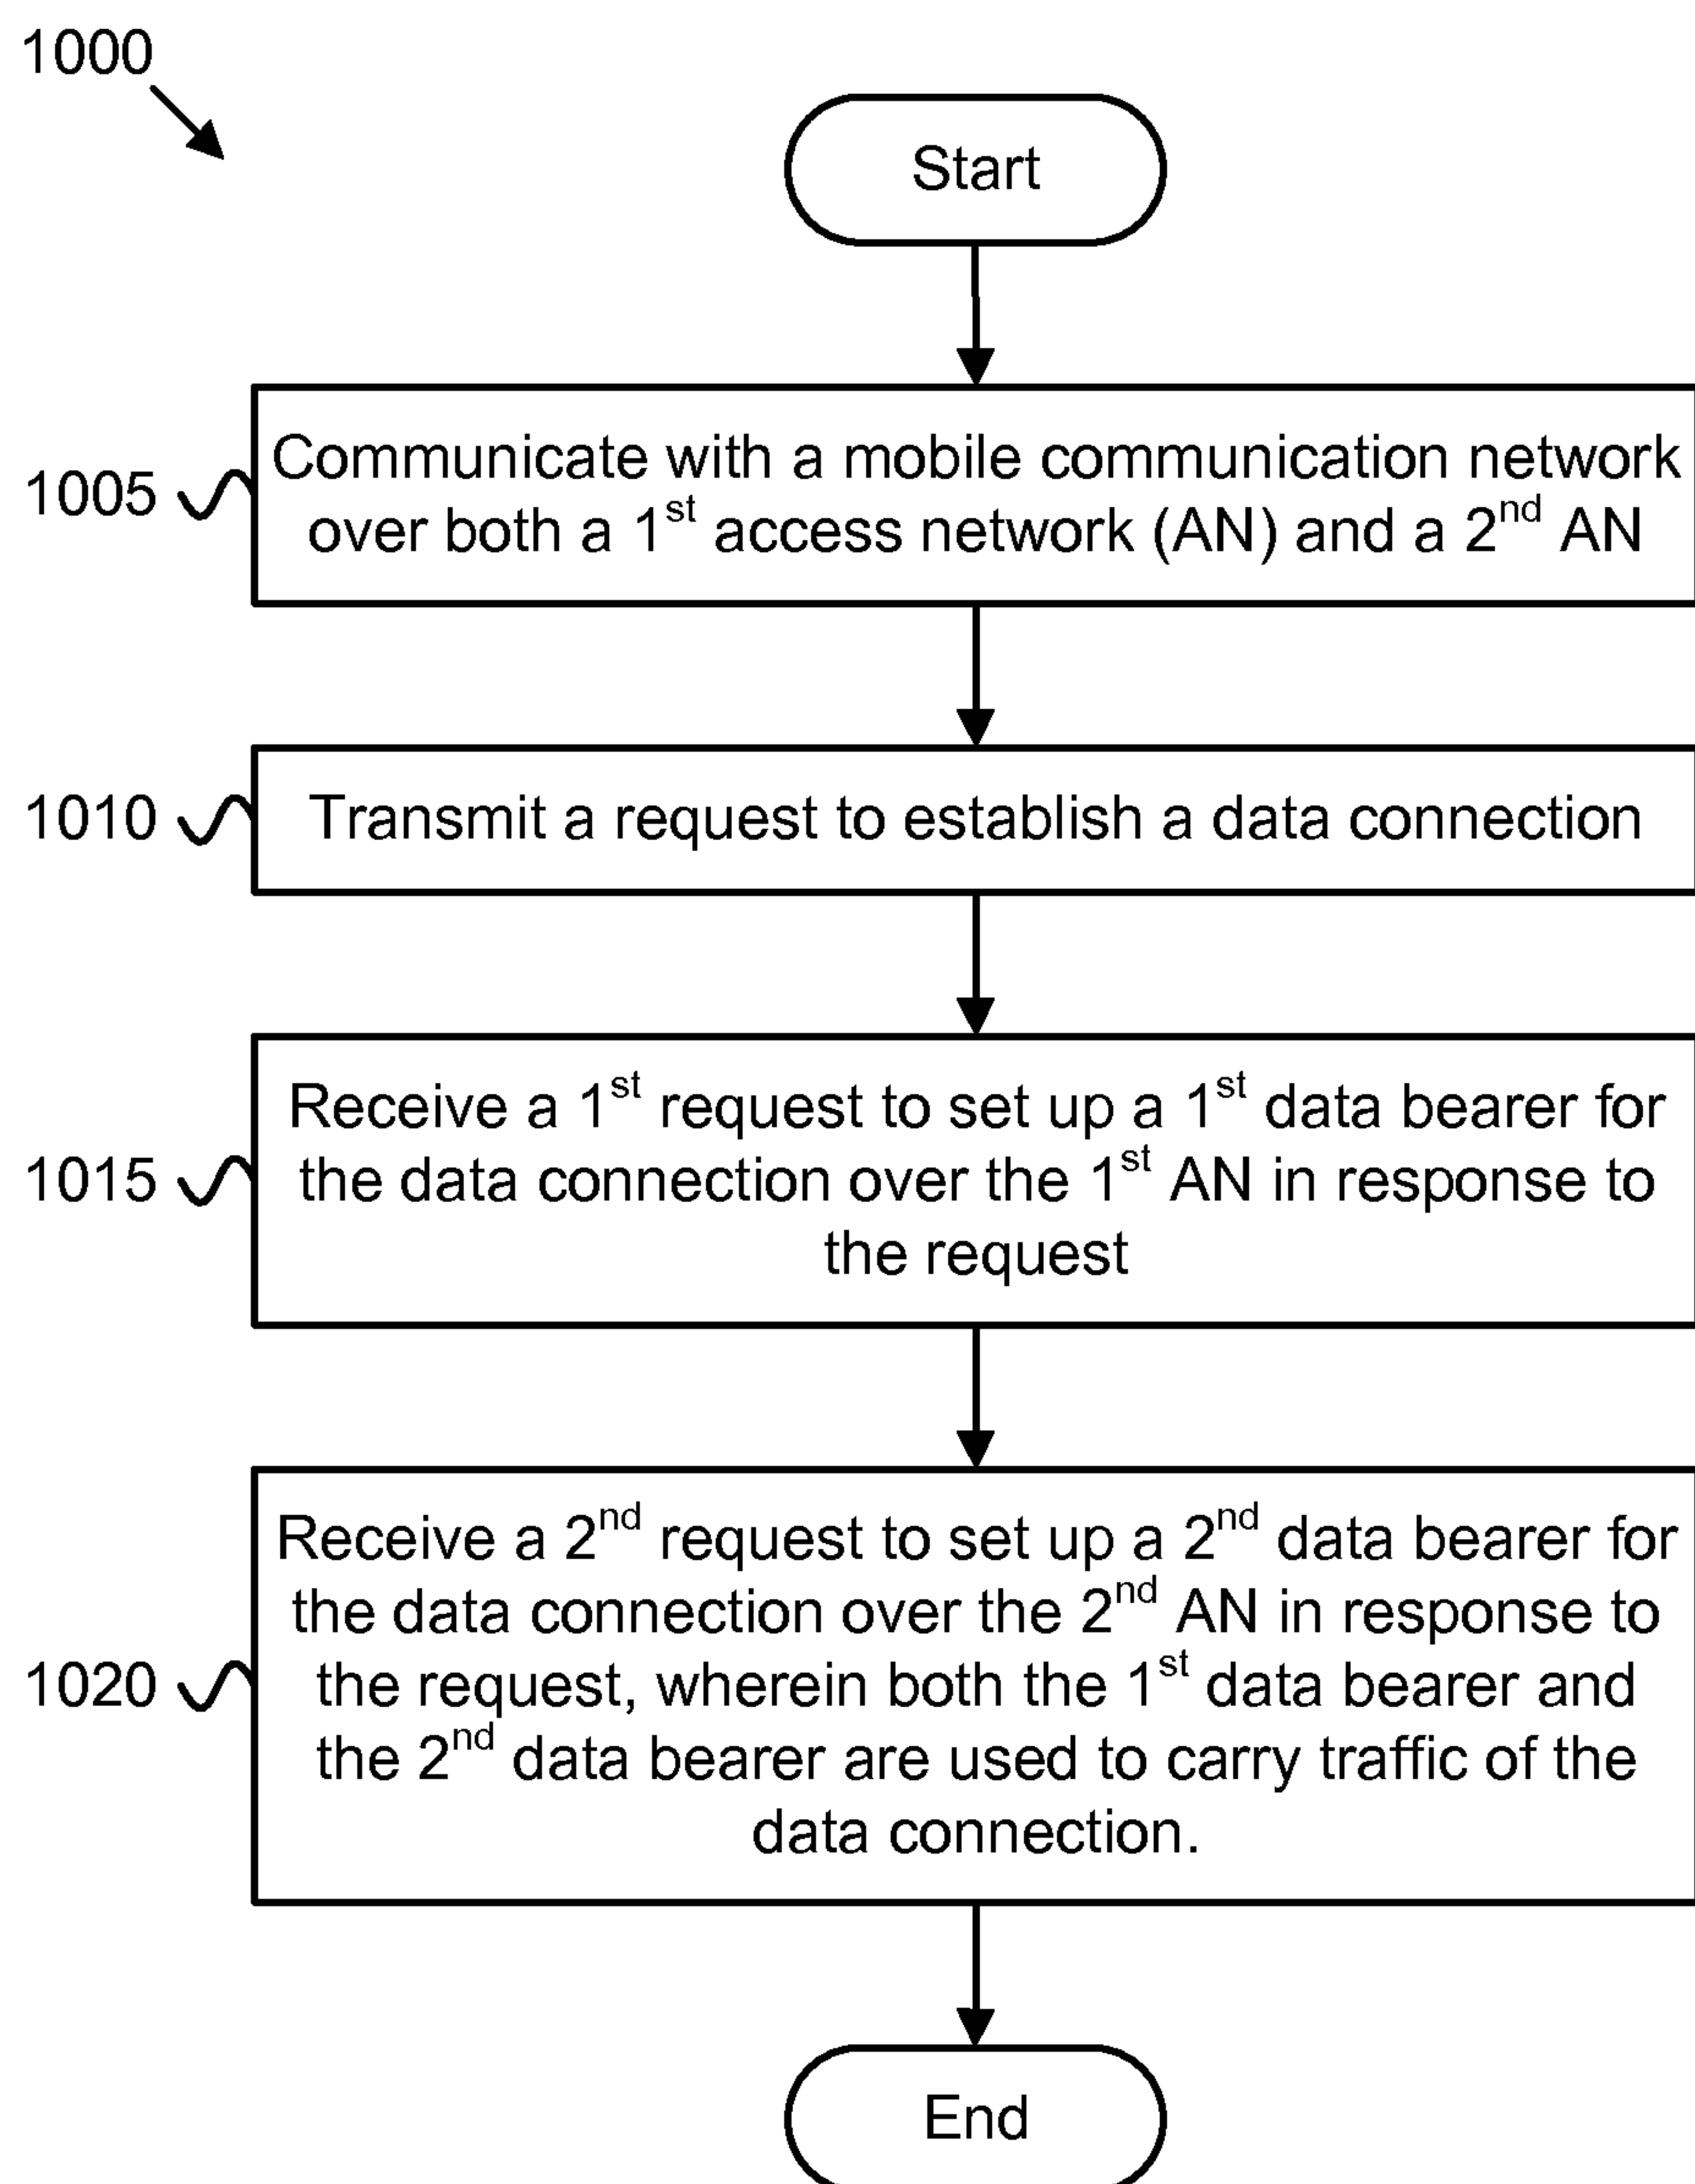 1000
Start
1005
Communicate with a mobile communication network
over both a 1st access network (AN) and a 2nd AN
1010
Transmit a request to establish a data connection
1015
Receive a 1st request to set up a 1st data bearer for
the data connection over the 1st AN in response to
the request
1020
Receive a 2nd request to set up a 2nd data bearer for
the data connection over the 2nd AN in response to
the request, wherein both the 1st data bearer and
the 2nd data bearer are used to carry traffic of the
data connection.
End